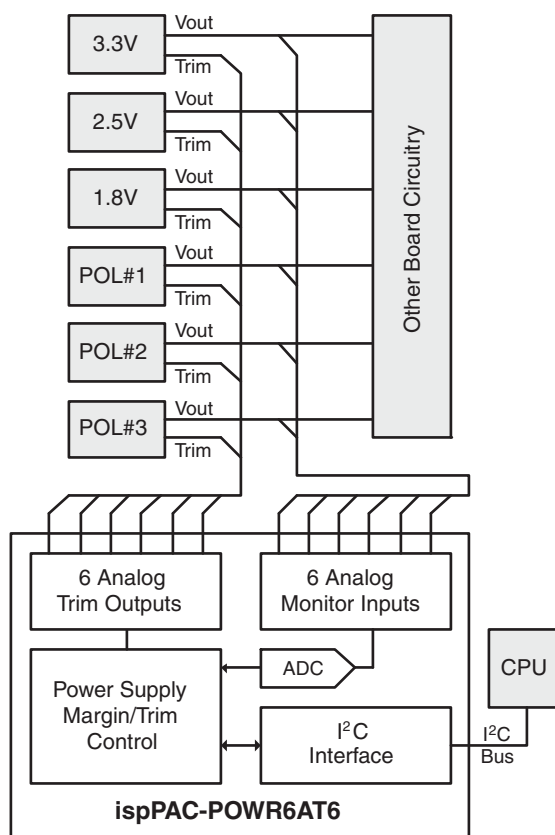 3.3V
Vout
Trim
2.5V
Vout
Trim
1.8V
Vout
Trim
POL#1
Vout
Trim
POL#2
Vout
Trim
POL#3
Vout
Trim
Other Board Circuitry
6 Analog
Trim Outputs
6 Analog
Monitor Inputs
ADC
Power Supply
Margin/Trim
Control
I²C
Interface
CPU
I²C
Bus
ispPAC-POWR6AT6